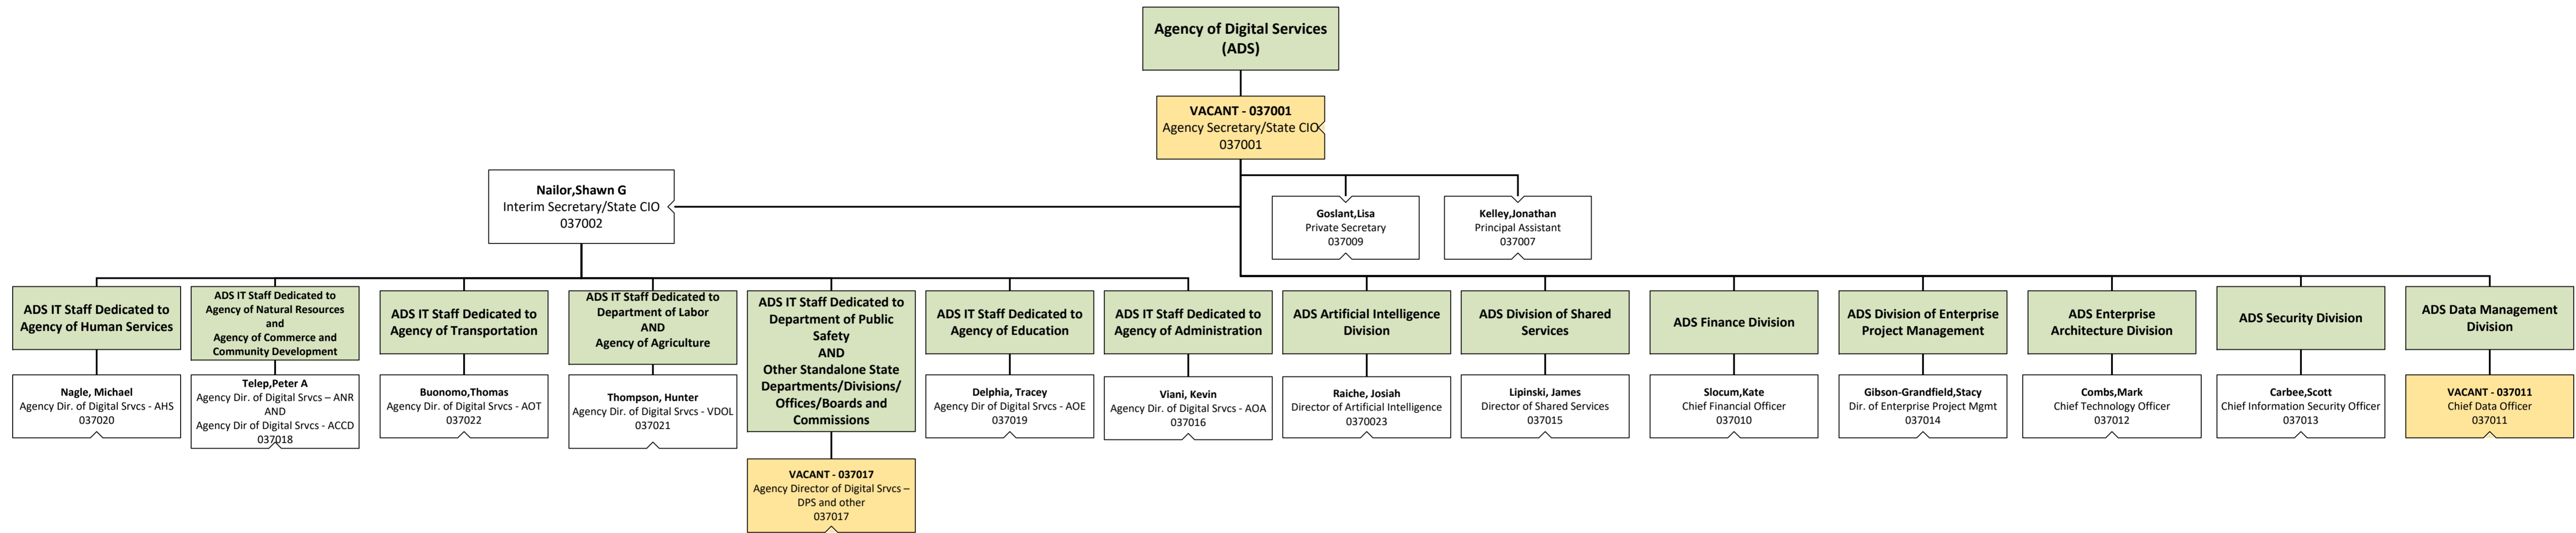 Agency of Digital Services
(ADS)
VACANT - 037001
Agency Secretary/State CIO
037001
Nailor,Shawn G
Interim Secretary/State CIO
037002
Goslant,Lisa
Private Secretary
037009
Kelley,Jonathan
Principal Assistant
037007
ADS IT Staff Dedicated to
Agency of Human Services
Nagle, Michael
Agency Dir. of Digital Srvcs - AHS
037020
ADS IT Staff Dedicated to
Agency of Natural Resources
and
Agency of Commerce and
Community Development
Telep,Peter A
Agency Dir. of Digital Srvcs – ANR
AND
Agency Dir of Digital Srvcs - ACCD
037018
ADS IT Staff Dedicated to
Agency of Transportation
Buonomo,Thomas
Agency Dir. of Digital Srvcs - AOT
037022
ADS IT Staff Dedicated to
Department of Labor
AND
Agency of Agriculture
Thompson, Hunter
Agency Dir. of Digital Srvcs - VDOL
037021
ADS IT Staff Dedicated to
Department of Public
Safety
AND
Other Standalone State
Departments/Divisions/
Offices/Boards and
Commissions
VACANT - 037017
Agency Director of Digital Srvcs –
DPS and other
037017
ADS IT Staff Dedicated to
Agency of Education
Delphia, Tracey
Agency Dir of Digital Srvcs - AOE
037019
ADS IT Staff Dedicated to
Agency of Administration
Viani, Kevin
Agency Dir. of Digital Srvcs - AOA
037016
ADS Artificial Intelligence
Division
Raiche, Josiah
Director of Artificial Intelligence
0370023
ADS Division of Shared
Services
Lipinski, James
Director of Shared Services
037015
ADS Finance Division
Slocum,Kate
Chief Financial Officer
037010
ADS Division of Enterprise
Project Management
Gibson-Grandfield,Stacy
Dir. of Enterprise Project Mgmt
037014
ADS Enterprise
Architecture Division
Combs,Mark
Chief Technology Officer
037012
ADS Security Division
Carbee,Scott
Chief Information Security Officer
037013
ADS Data Management
Division
VACANT - 037011
Chief Data Officer
037011